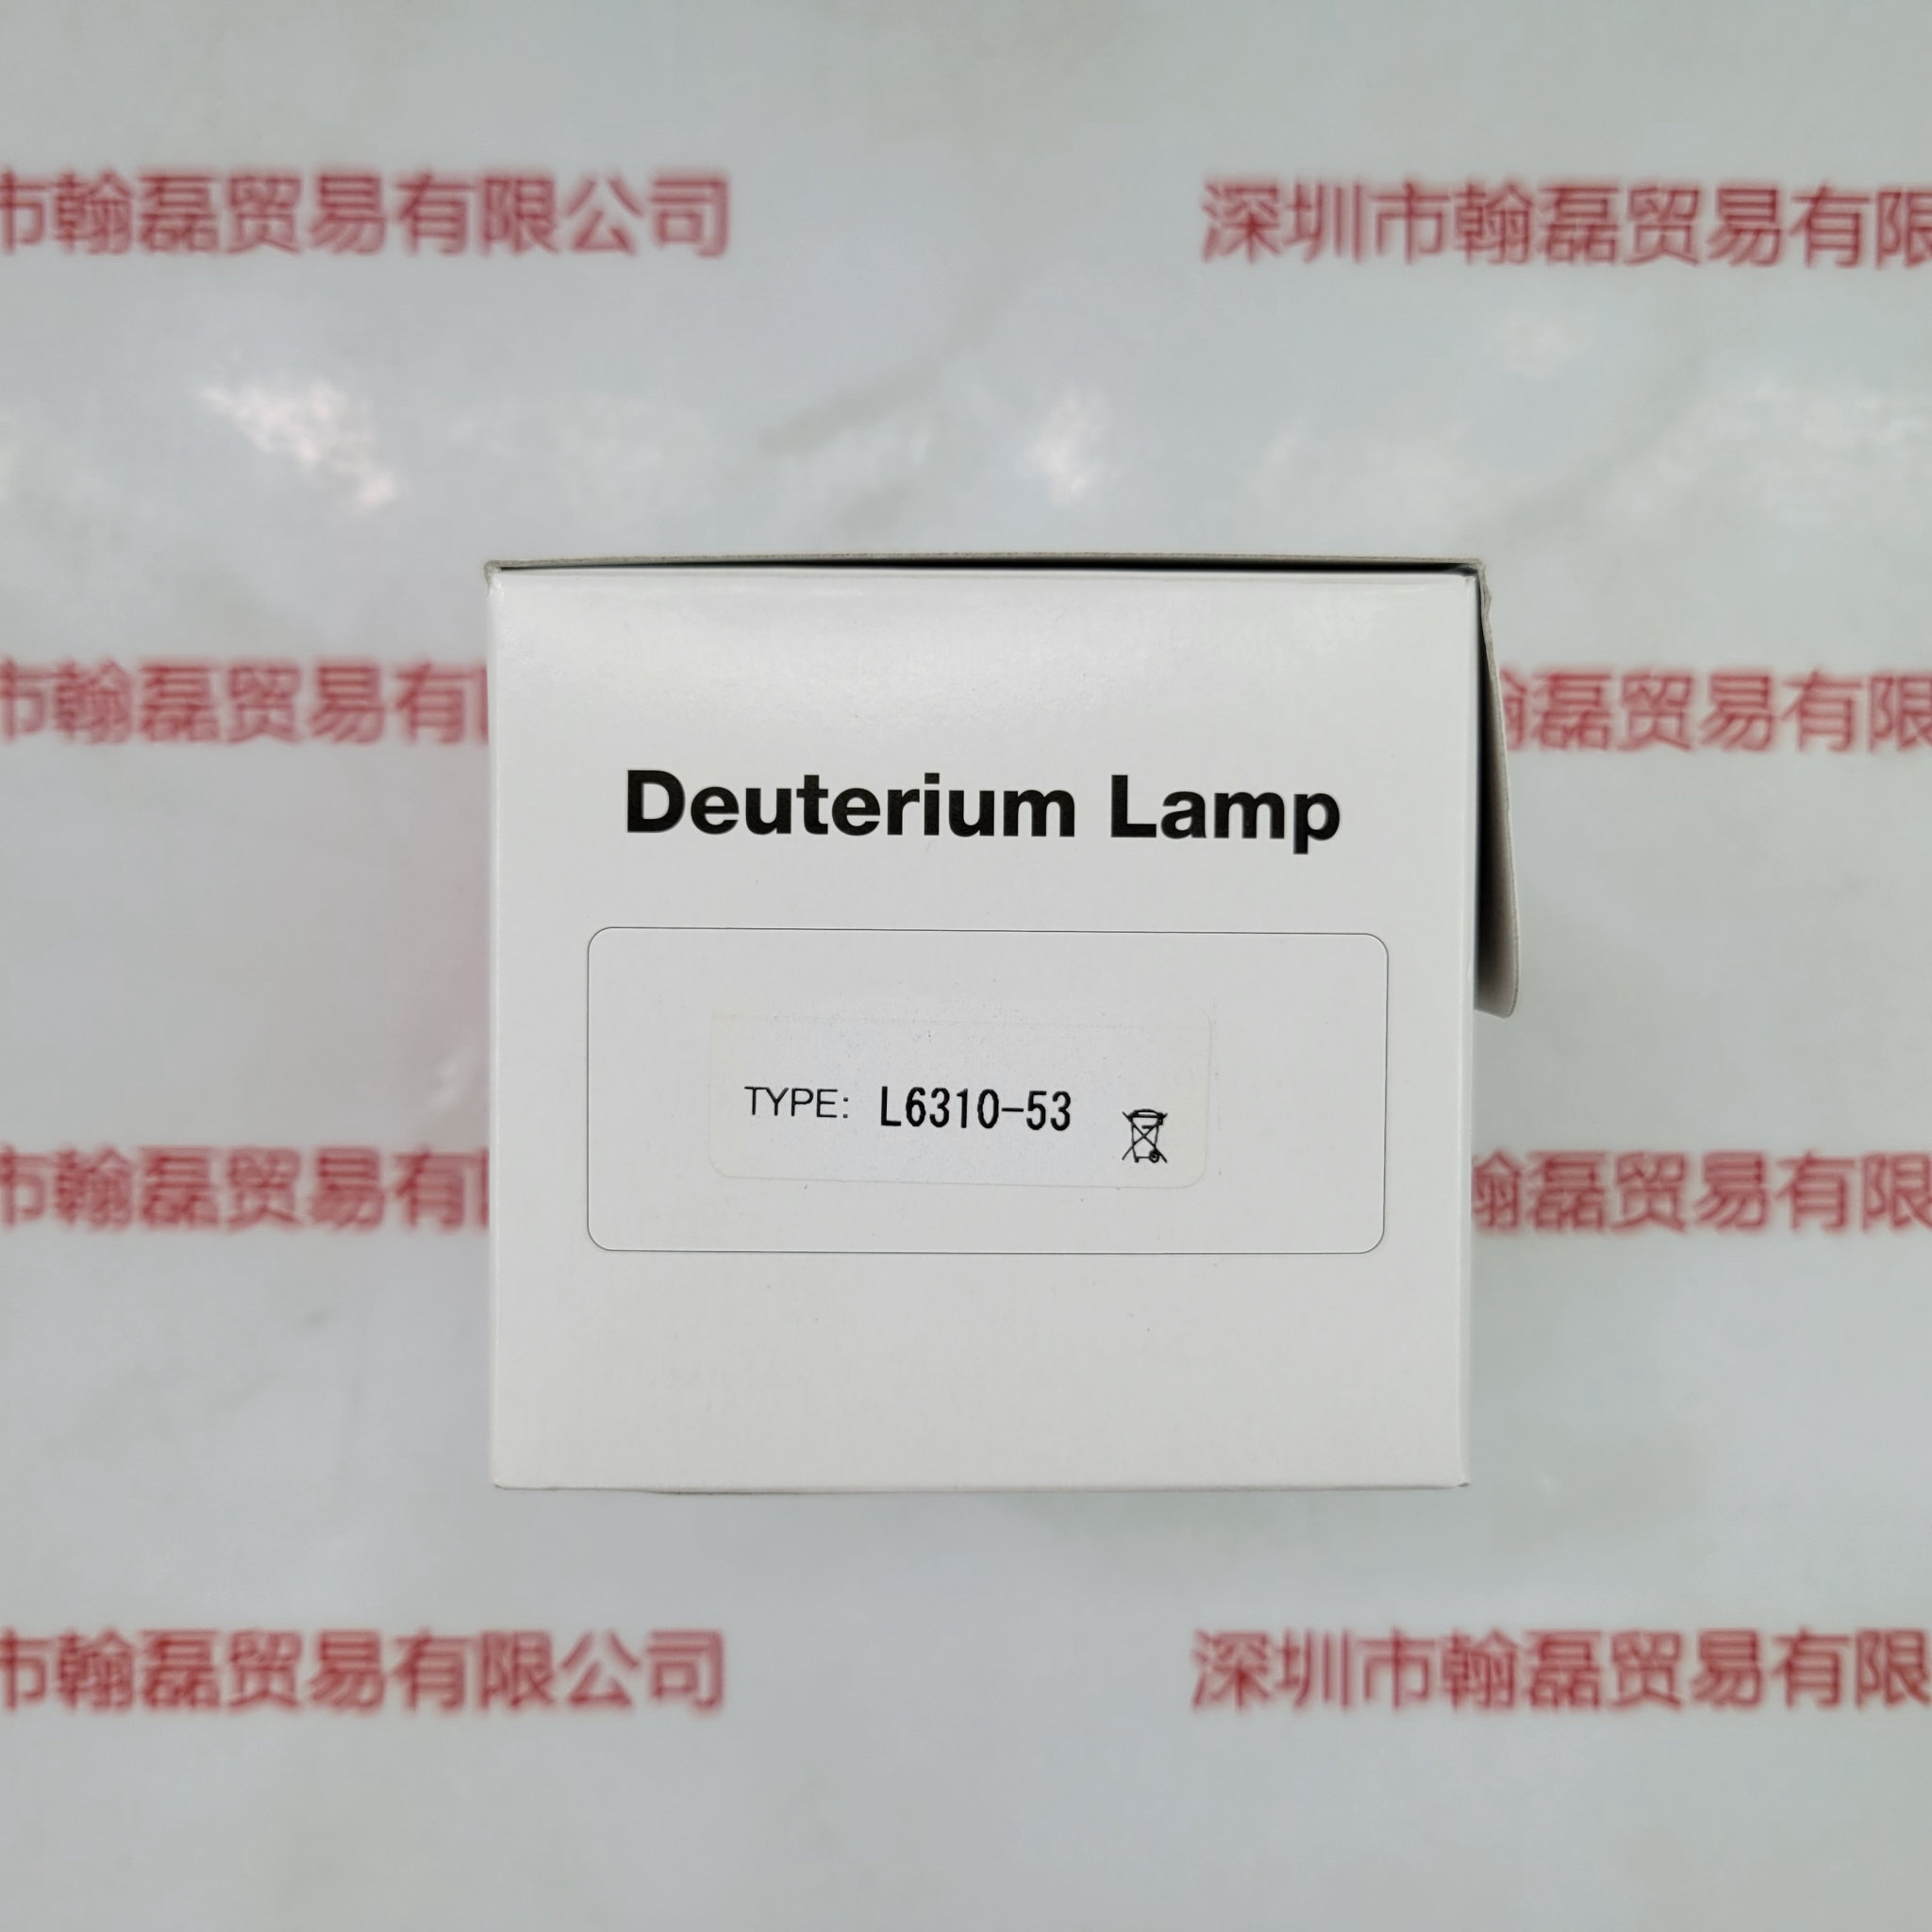 市翰磊贸易有限公司
深圳市翰磊贸易有限
市翰磊贸易有
磊贸易有限
Deuterium Lamp
TYPE: L6310-53
市翰磊贸易有
翰磊贸易有限
市翰磊贸易有限公司
深圳市翰磊贸易有限